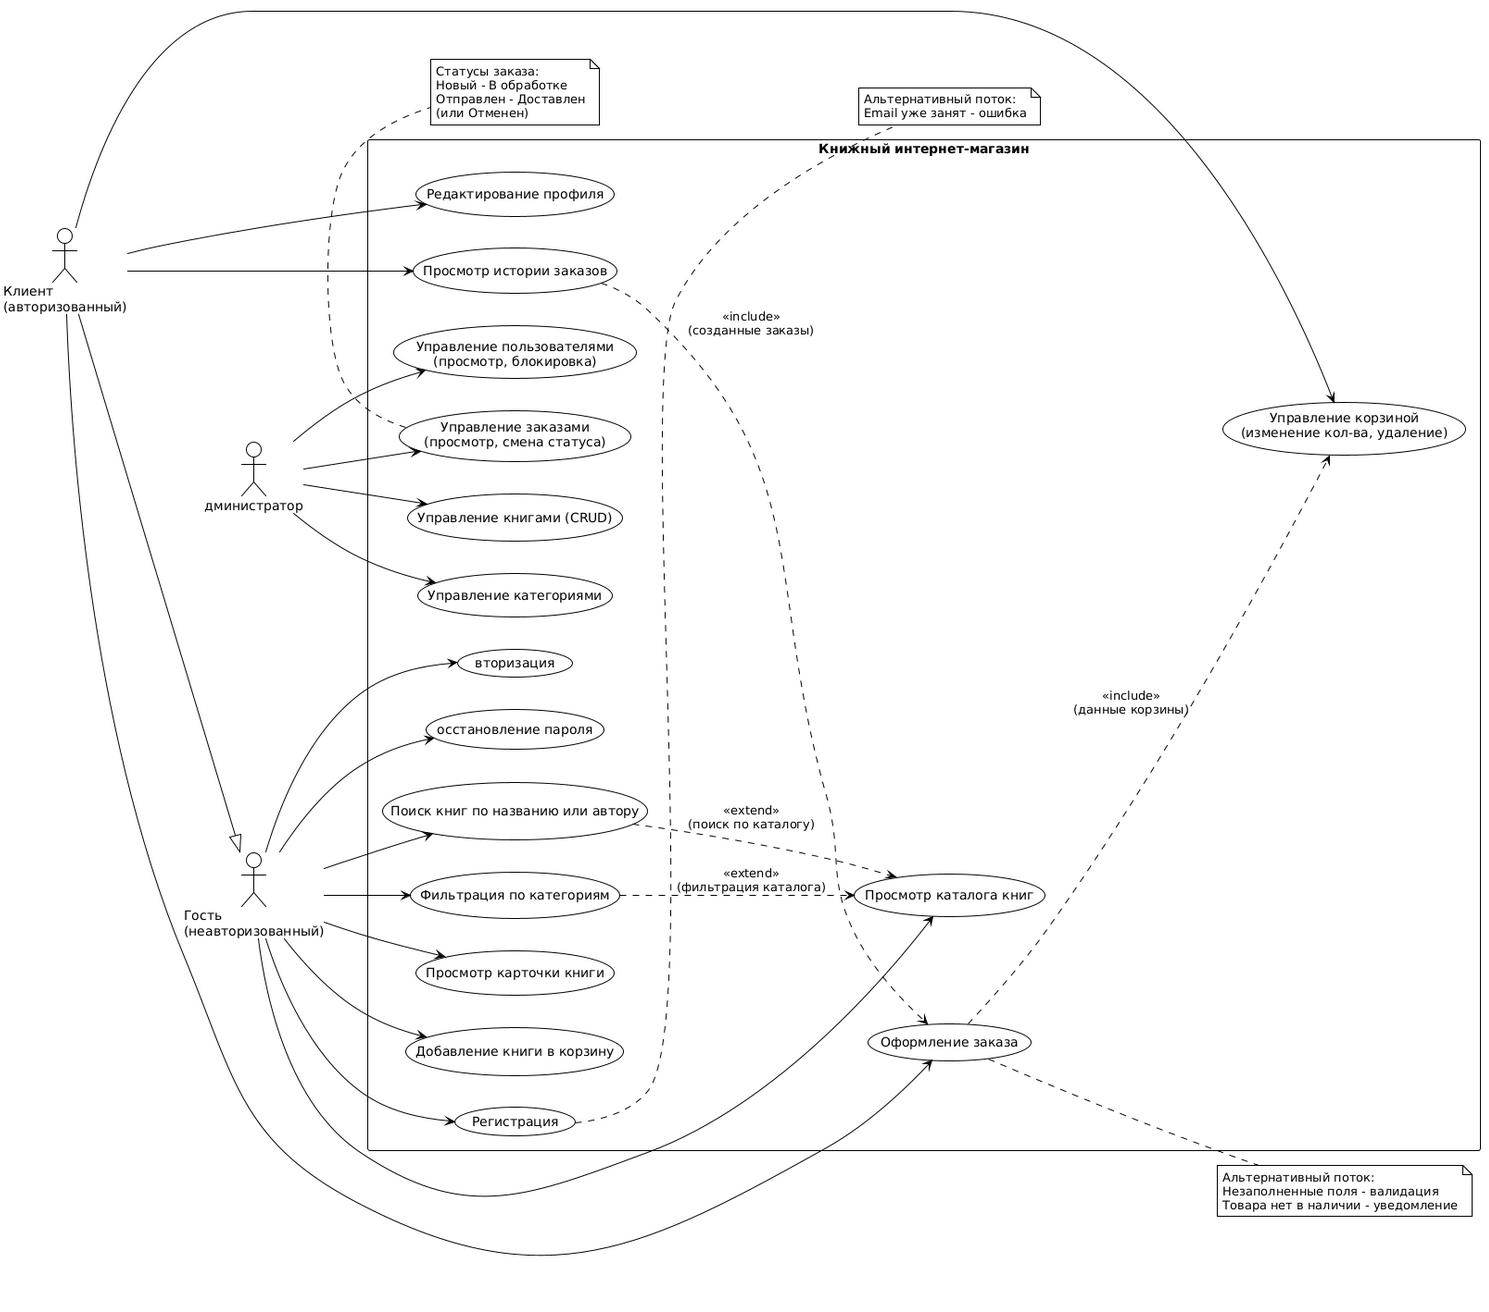 Статусы заказа:
Новый - В обработке
Отправлен - Доставлен
(или Отменен)
Альтернативный поток:
Email уже занят - ошибка
Книжный интернет-магазин
Редактирование профиля
Клиент
(авторизованный)
Просмотр истории заказов
«include»
(созданные заказы)
Управление пользователями
(просмотр, блокировка)
Управление корзиной
(изменение кол-ва, удаление)
Управление заказами
(просмотр, смена статуса)
дминистратор
Управление книгами (CRUD)
Управление категориями
вторизация
«include»
(данные корзины)
осстановление пароля
Поиск книг по названию или автору
«extend»
(поиск по каталогу)
«extend»
(фильтрация каталога)
Фильтрация по категориям
Просмотр каталога книг
Гость
(неавторизованный)
Просмотр карточки книги
Добавление книги в корзину
Оформление заказа
Регистрация
Альтернативный поток:
Незаполненные поля - валидация
Товара нет в наличии - уведомление